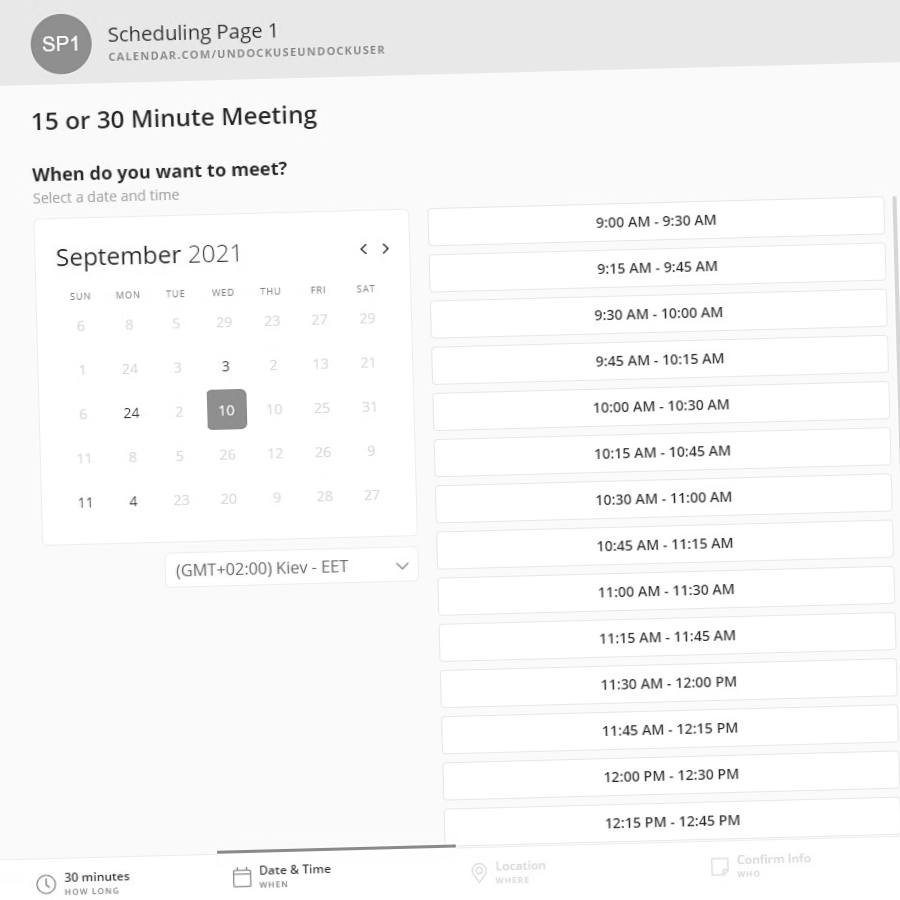 SP1
Scheduling Page 1
CALENDAR.COM/UNDOCKUSEUNDOCKUSER
15 or 30 Minute Meeting
When do you want to meet?
Select a date and time
September 2021
SUN MON TUE WED THU FRI SAT
6 8 5 29 23 27 29
1 24 3 3 2 13 21
6 24 2 10 10 25 31
11 8 5 26 12 26 9
11 4 23 20 9 28 27
(GMT+02:00) Kiev - EET
9:00 AM - 9:30 AM
9:15 AM - 9:45 AM
9:30 AM - 10:00 AM
9:45 AM - 10:15 AM
10:00 AM - 10:30 AM
10:15 AM - 10:45 AM
10:30 AM - 11:00 AM
10:45 AM - 11:15 AM
11:00 AM - 11:30 AM
11:15 AM - 11:45 AM
11:30 AM - 12:00 PM
11:45 AM - 12:15 PM
12:00 PM - 12:30 PM
12:15 PM - 12:45 PM
30 minutes
HOW LONG
Date & Time
WHEN
Location
WHERE
Confirm Info
WHO